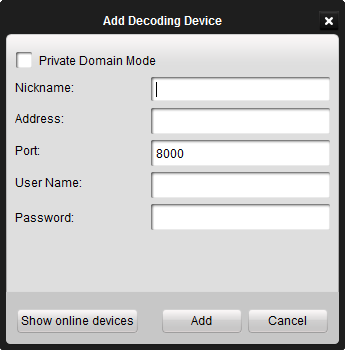 Add Decoding Device
Private Domain Mode
Nickname:
Address:
Port: 8000
User Name:
Password:
Show online devices Add Cancel